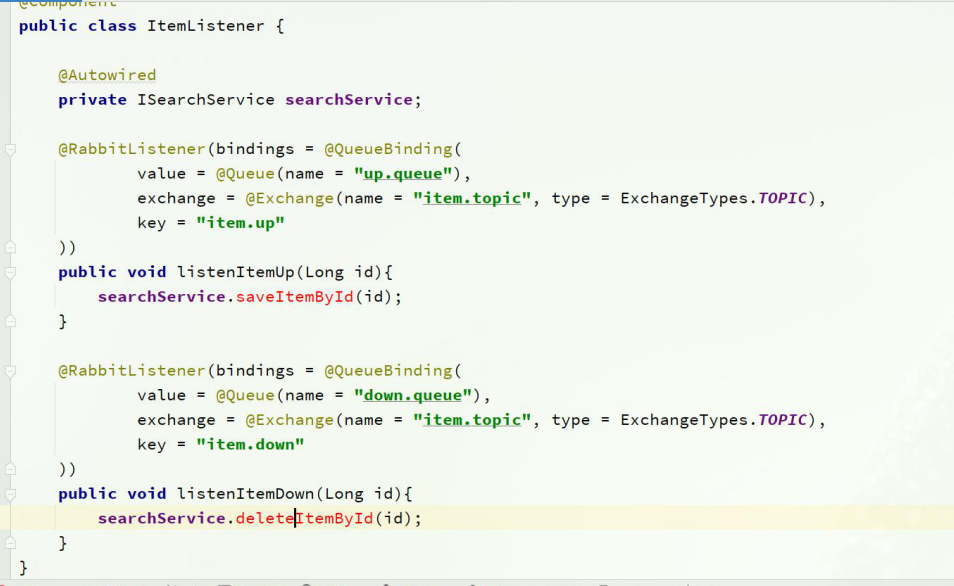 @Component
public class ItemListener {
@Autowired
private ISearchService searchService;
@RabbitListener(bindings = @QueueBinding(
value = @Queue(name = "up.queue"),
exchange = @Exchange(name = "item.topic", type = ExchangeTypes.TOPIC),
key = "item.up"
))
public void listenItemUp(Long id){
searchService.saveItemById(id);
}
@RabbitListener(bindings = @QueueBinding(
value = @Queue(name = "down.queue"),
exchange = @Exchange(name = "item.topic", type = ExchangeTypes.TOPIC),
key = "item.down"
))
public void listenItemDown(Long id){
searchService.deleteItemById(id);
}
}